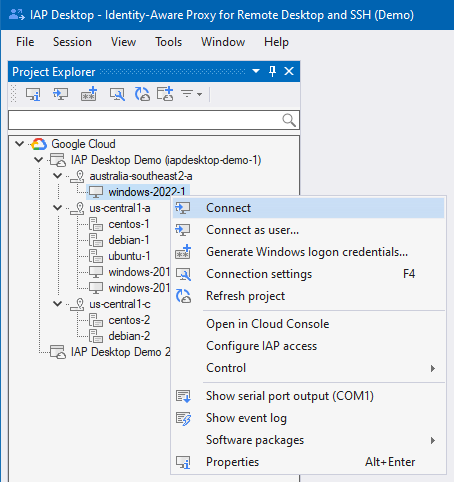 IAP Desktop - Identity-Aware Proxy for Remote Desktop and SSH (Demo)
File Session View Tools Window Help
Project Explorer
Google Cloud
IAP Desktop Demo (iapdesktop-demo-1)
australia-southeast2-a
windows-2022-1
us-central1-a
centos-1
debian-1
ubuntu-1
windows-201
windows-201
us-central1-c
centos-2
debian-2
IAP Desktop Demo 2
Connect
Connect as user...
Generate Windows logon credentials...
Connection settings F4
Refresh project
Open in Cloud Console
Configure IAP access
Control
Show serial port output (COM1)
Show event log
Software packages
Properties Alt+Enter